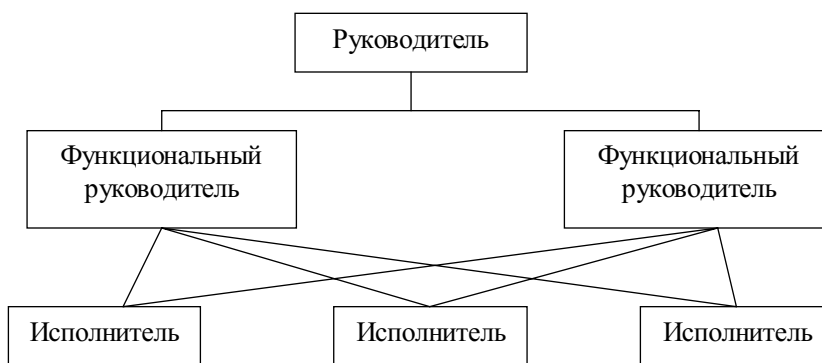 Руководитель
Функциональный
руководитель
Функциональный
руководитель
Исполнитель
Исполнитель
Исполнитель